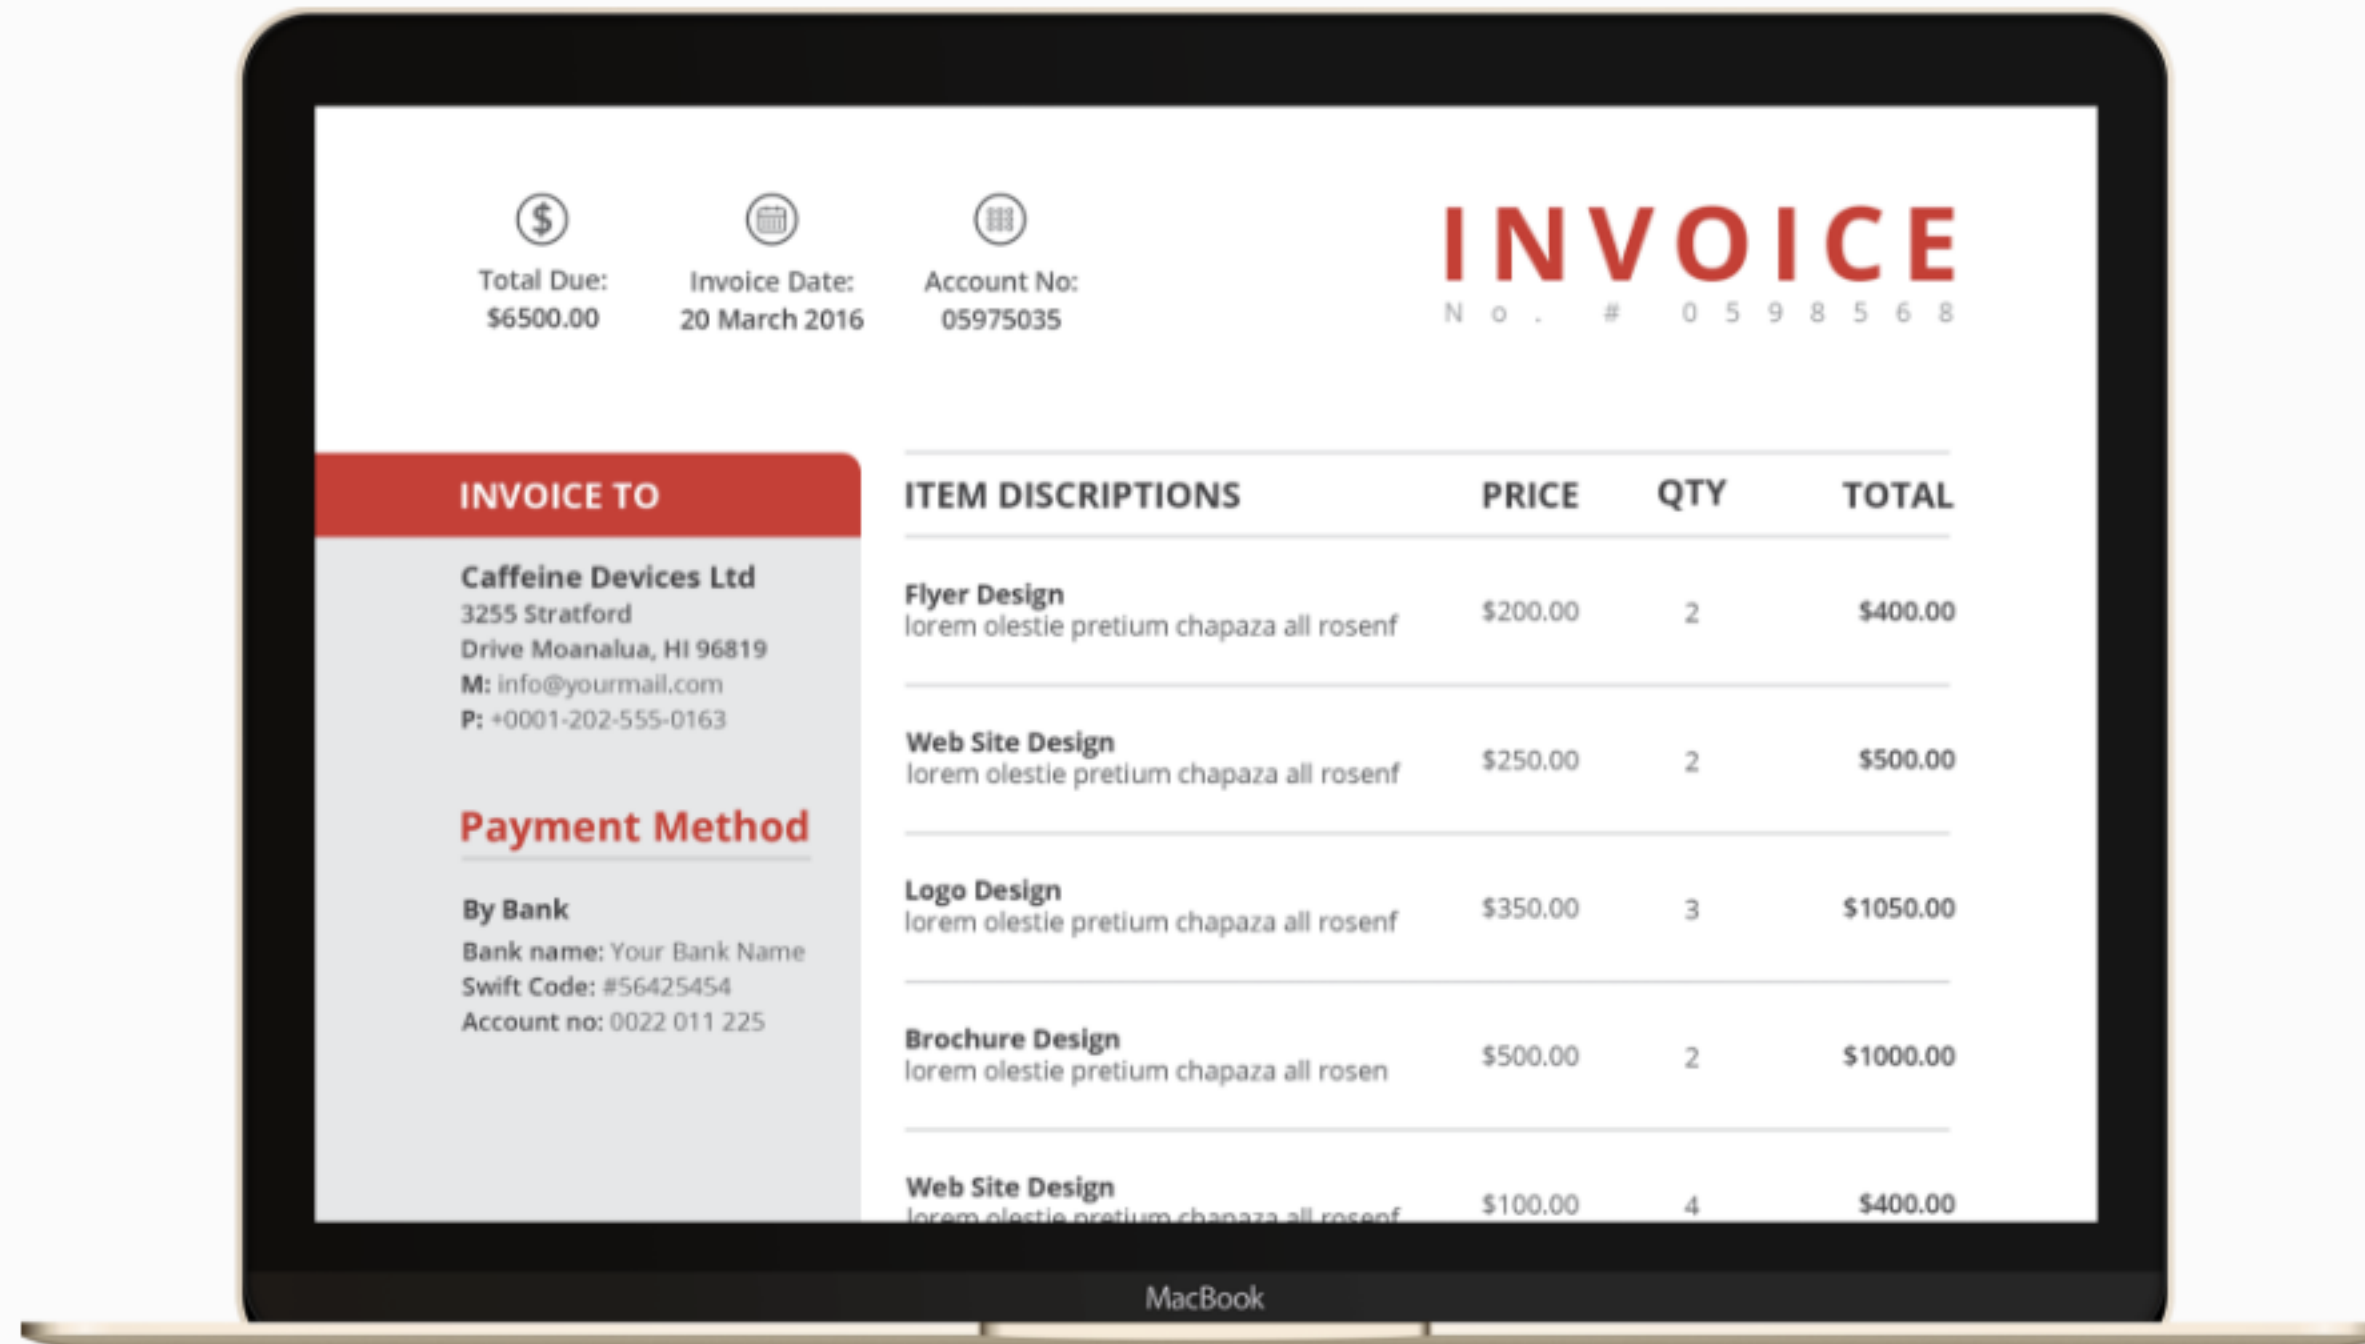 Total Due:
$6500.00
Invoice Date:
20 March 2016
Account No:
05975035
INVOICE
No. # 0598568
INVOICE TO
Caffeine Devices Ltd
3255 Stratford
Drive Moanalua, HI 96819
M: info@yourmail.com
P: +0001-202-555-0163
Payment Method
By Bank
Bank name: Your Bank Name
Swift Code: #56425454
Account no: 0022 011 225
ITEM DISCRIPTIONS PRICE QTY TOTAL
Flyer Design
lorem olestie pretium chapaza all rosenf $200.00 2 $400.00
Web Site Design
lorem olestie pretium chapaza all rosenf $250.00 2 $500.00
Logo Design
lorem olestie pretium chapaza all rosenf $350.00 3 $1050.00
Brochure Design
lorem olestie pretium chapaza all rosen $500.00 2 $1000.00
Web Site Design
lorem olestie pretium chapaza all rosenf $100.00 4 $400.00
MacBook